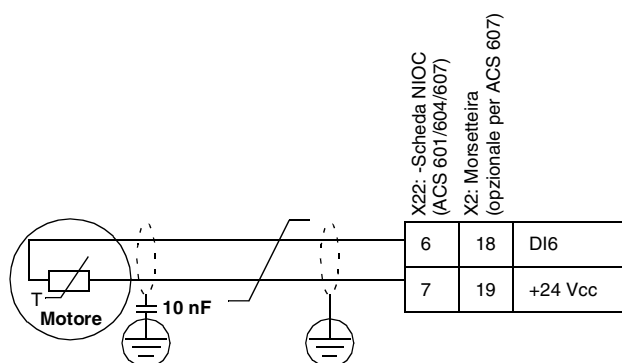 X22: -Scheda NIOC
(ACS 601/604/607)
X2: Morsetteira
(opzionale per ACS 607)
6 18 DI6
7 19 +24 Vcc
T
Motore
10 nF